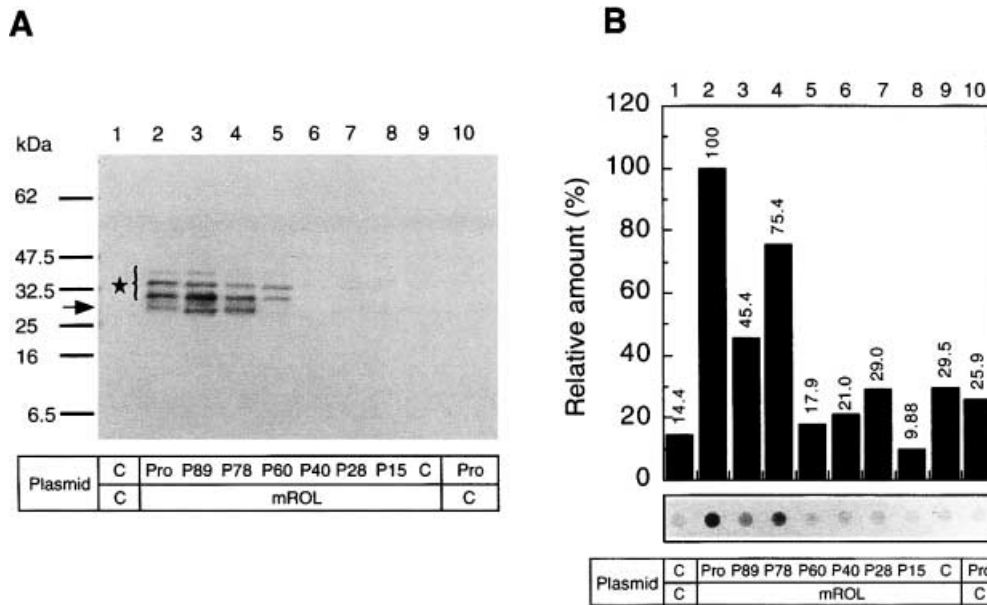 A
kDa
1 2 3 4 5 6 7 8 9 10
62
47.5
★
32.5
25
16
6.5
Plasmid
C Pro P89 P78 P60 P40 P28 P15 C Pro
C mROL C
B
1 2 3 4 5 6 7 8 9 10
Relative amount (%)
120
100
80
60
40
20
0
14.4
100
45.4
75.4
17.9
21.0
29.0
9.88
29.5
25.9
Plasmid
C Pro P89 P78 P60 P40 P28 P15 C Pro
C mROL C